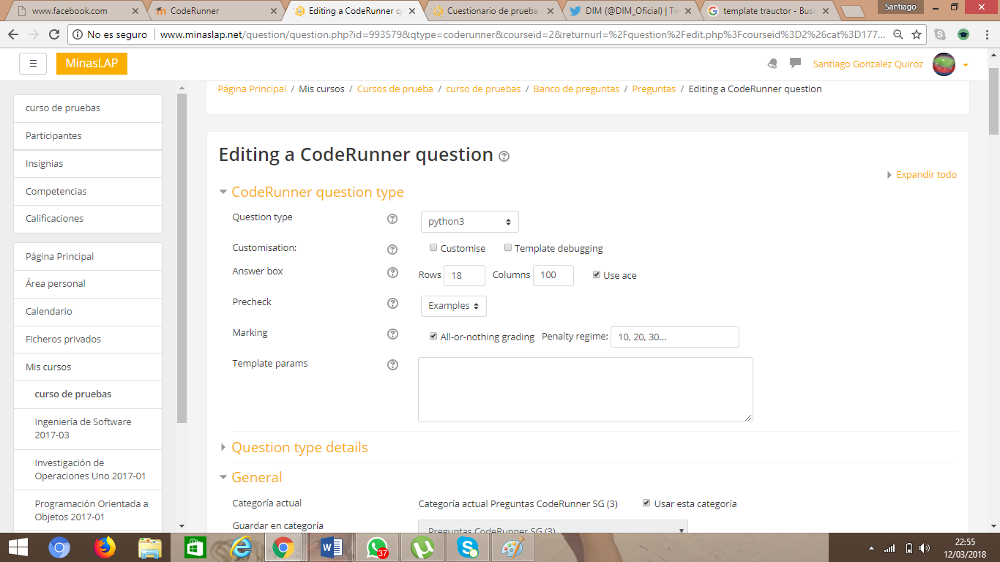 www.facebook.com
CodeRunner
Editing a CodeRunner q
Cuestionario de prueba
DIM (@DIM_Oficial) | Tw
template trauctor - Busc
Santiago
No es seguro
www.minaslap.net/question/question.php?id=993579&qtype=coderunner&courseid=2&returnurl=%2Fquestion%2Fedit.php%3Fcourseid%3D2%26cat%3D177...
MinasLAP
Santiago Gonzalez Quiroz
Página Principal / Mis cursos / Cursos de prueba / curso de pruebas / Banco de preguntas / Preguntas / Editing a CodeRunner question
curso de pruebas
Participantes
Insignias
Competencias
Calificaciones
Página Principal
Área personal
Calendario
Ficheros privados
Mis cursos
curso de pruebas
Ingeniería de Software
2017-03
Investigación de
Operaciones Uno 2017-01
Programación Orientada a
Objetos 2017-01
Editing a CodeRunner question
Expandir todo
CodeRunner question type
Question type python3
Customisation: Customise Template debugging
Answer box Rows 18 Columns 100 Use ace
Precheck Examples
Marking All-or-nothing grading Penalty regime: 10, 20, 30...
Template params
Question type details
General
Categoría actual Categoría actual Preguntas CodeRunner SG (3) Usar esta categoría
Guardar en categoría Preguntas CodeRunner SG (3)
37
22:55
12/03/2018